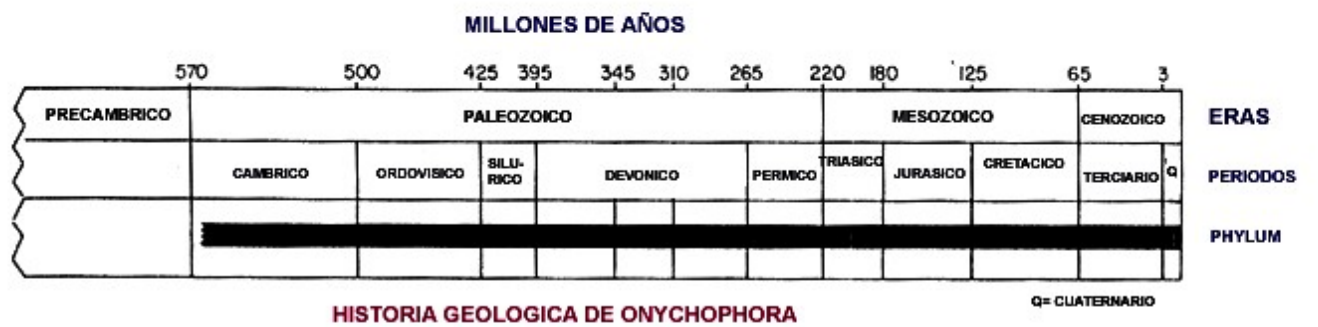 MILLONES DE AÑOS
570 500 425 395 345 310 265 220 180 125 65 3
PRECAMBRICO PALEOZOICO MESOZOICO CENOZOICO ERAS
CAMBRICO ORDOVISICO SILU-
RICO DEVONICO PERMICO TRIASICO JURASICO CRETACICO TERCIARIO Q PERIODOS
PHYLUM
HISTORIA GEOLOGICA DE ONYCHOPHORA
Q= CUATERNARIO